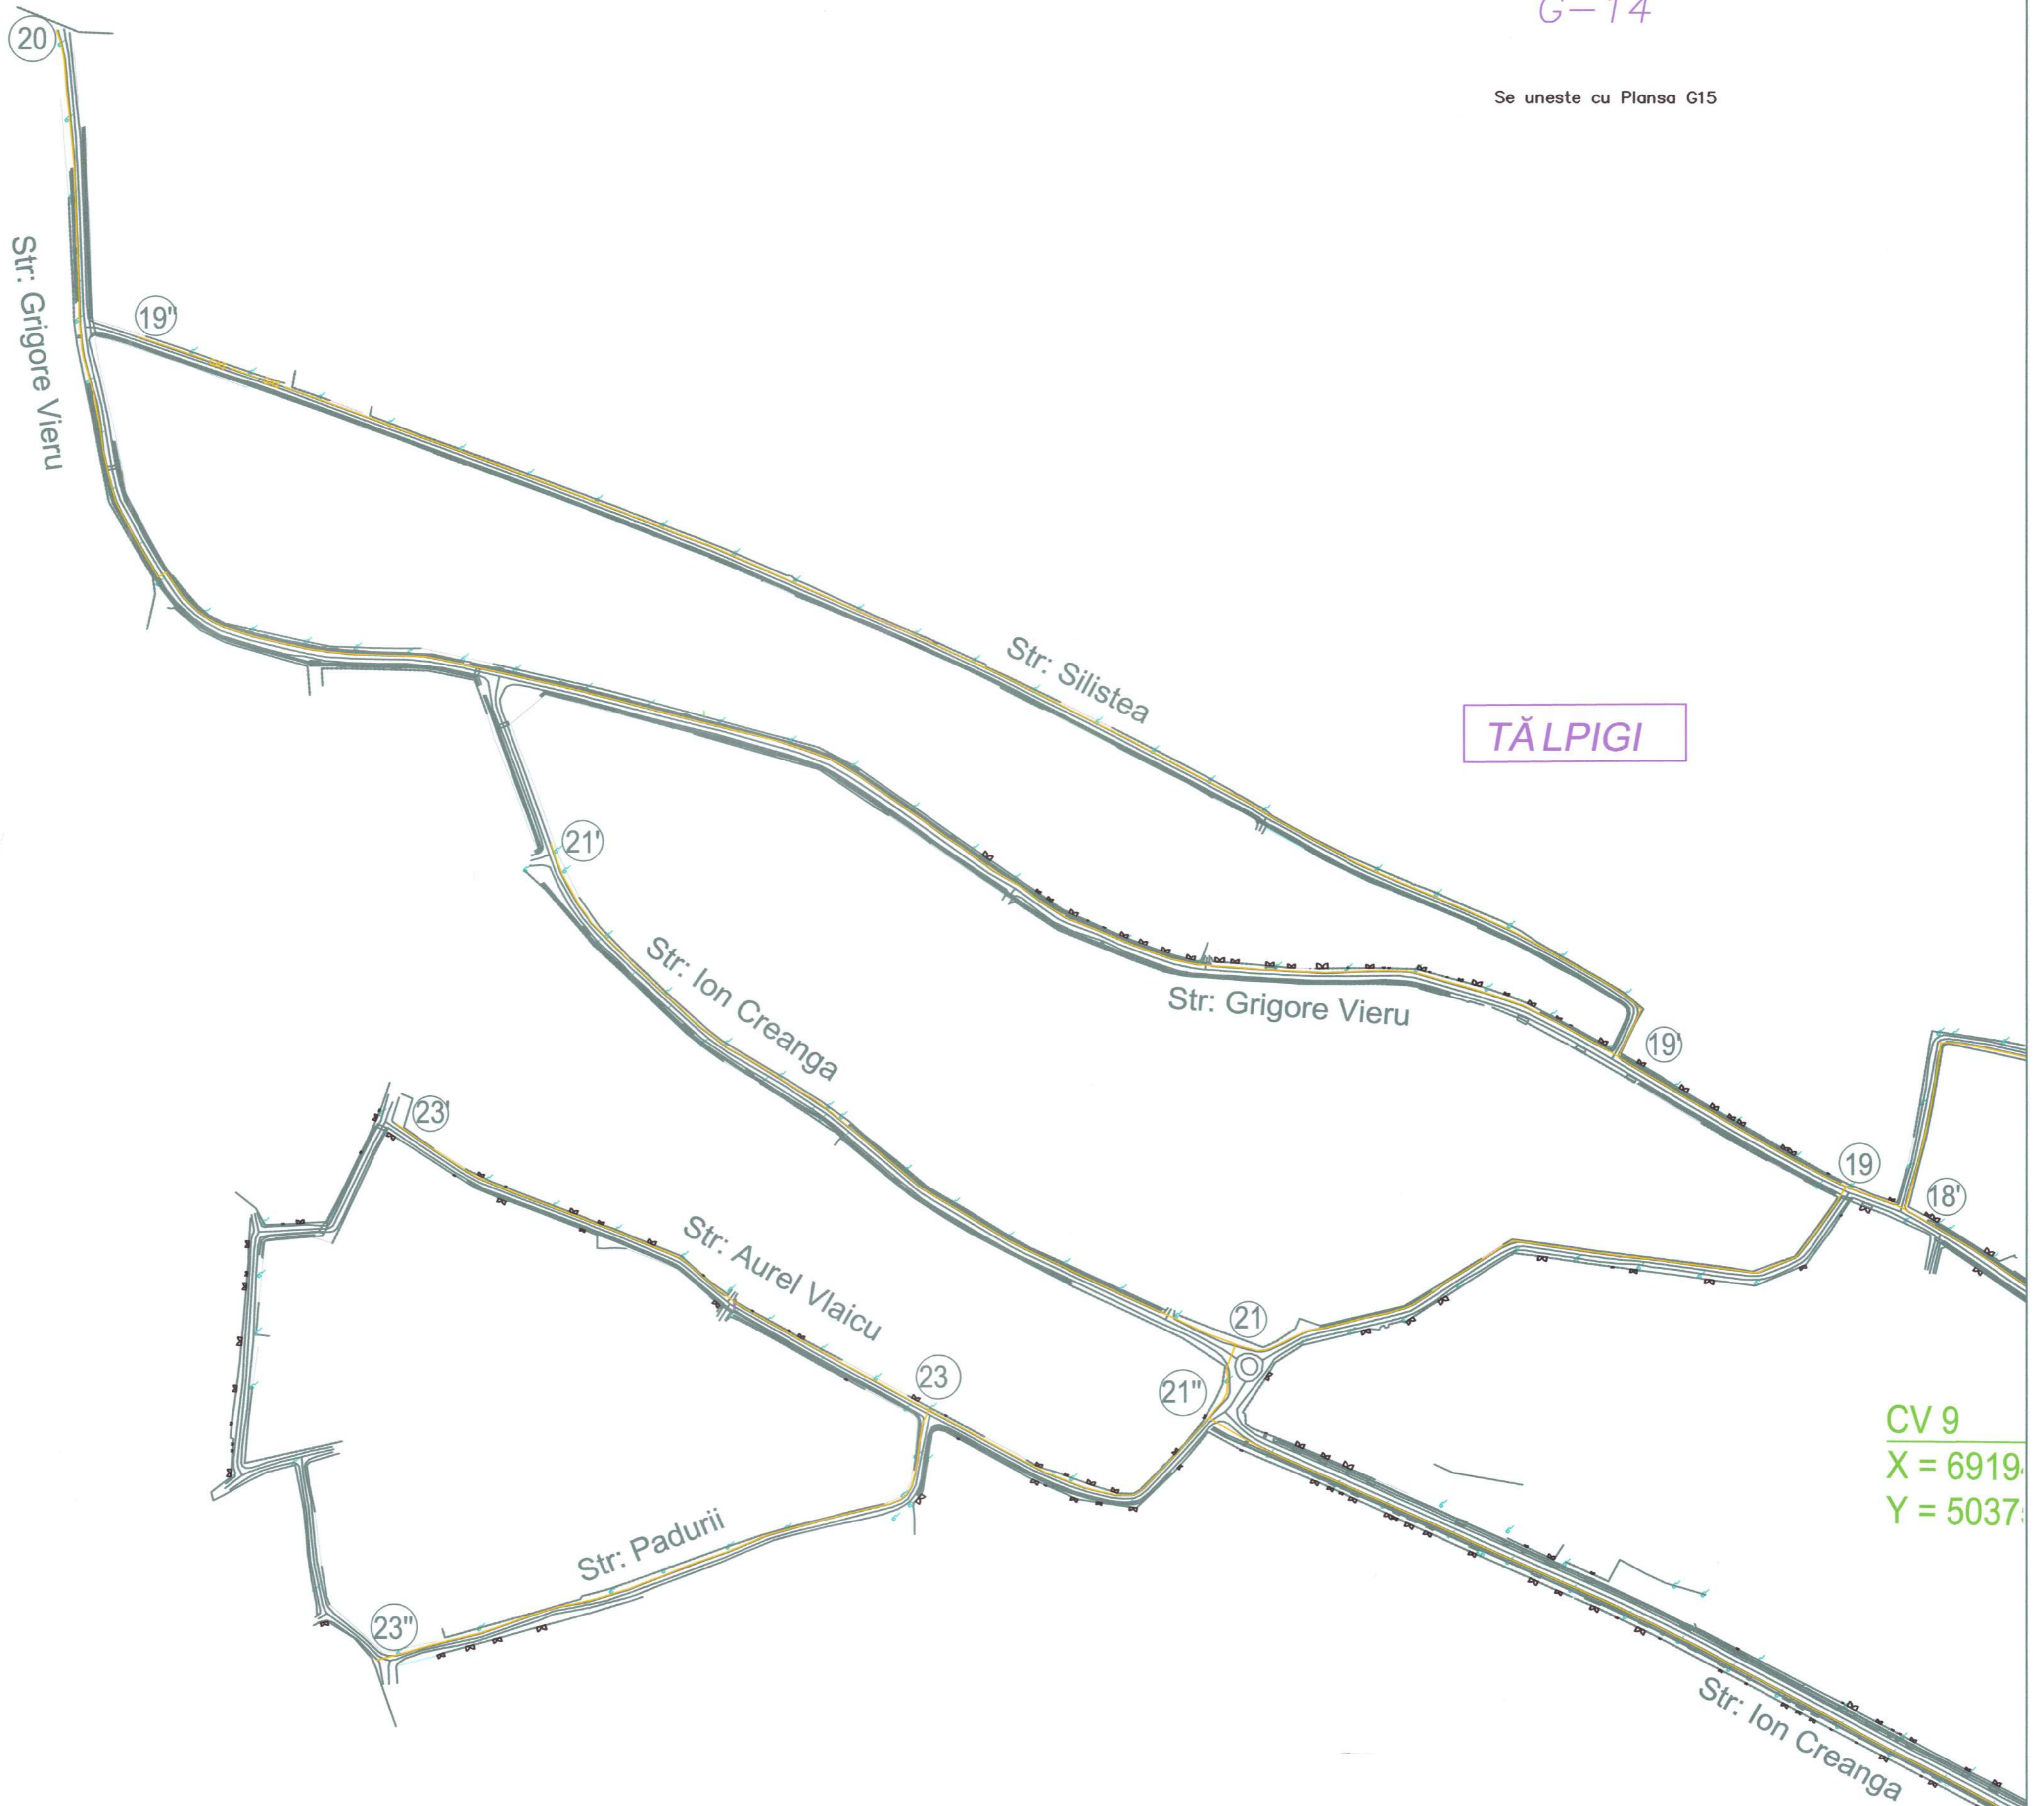 G-14
20
Se uneste cu Plansa G15
Str: Grigore Vieru
19"
Str: Silistea
TĂLPIGI
21'
Str: Ion Creanga
Str: Grigore Vieru
19'
23'
19
18'
Str: Aurel Vlaicu
21
23
21"
CV 9
X = 6919
Y = 5037
Str: Padurii
23"
Str: Ion Creanga